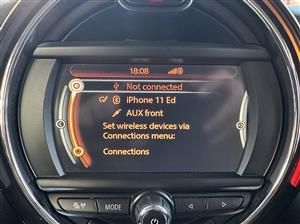 18:08
Not connected
iPhone 11 Ed
AUX front
Set wireless devices via
Connections menu:
Connections
MODE